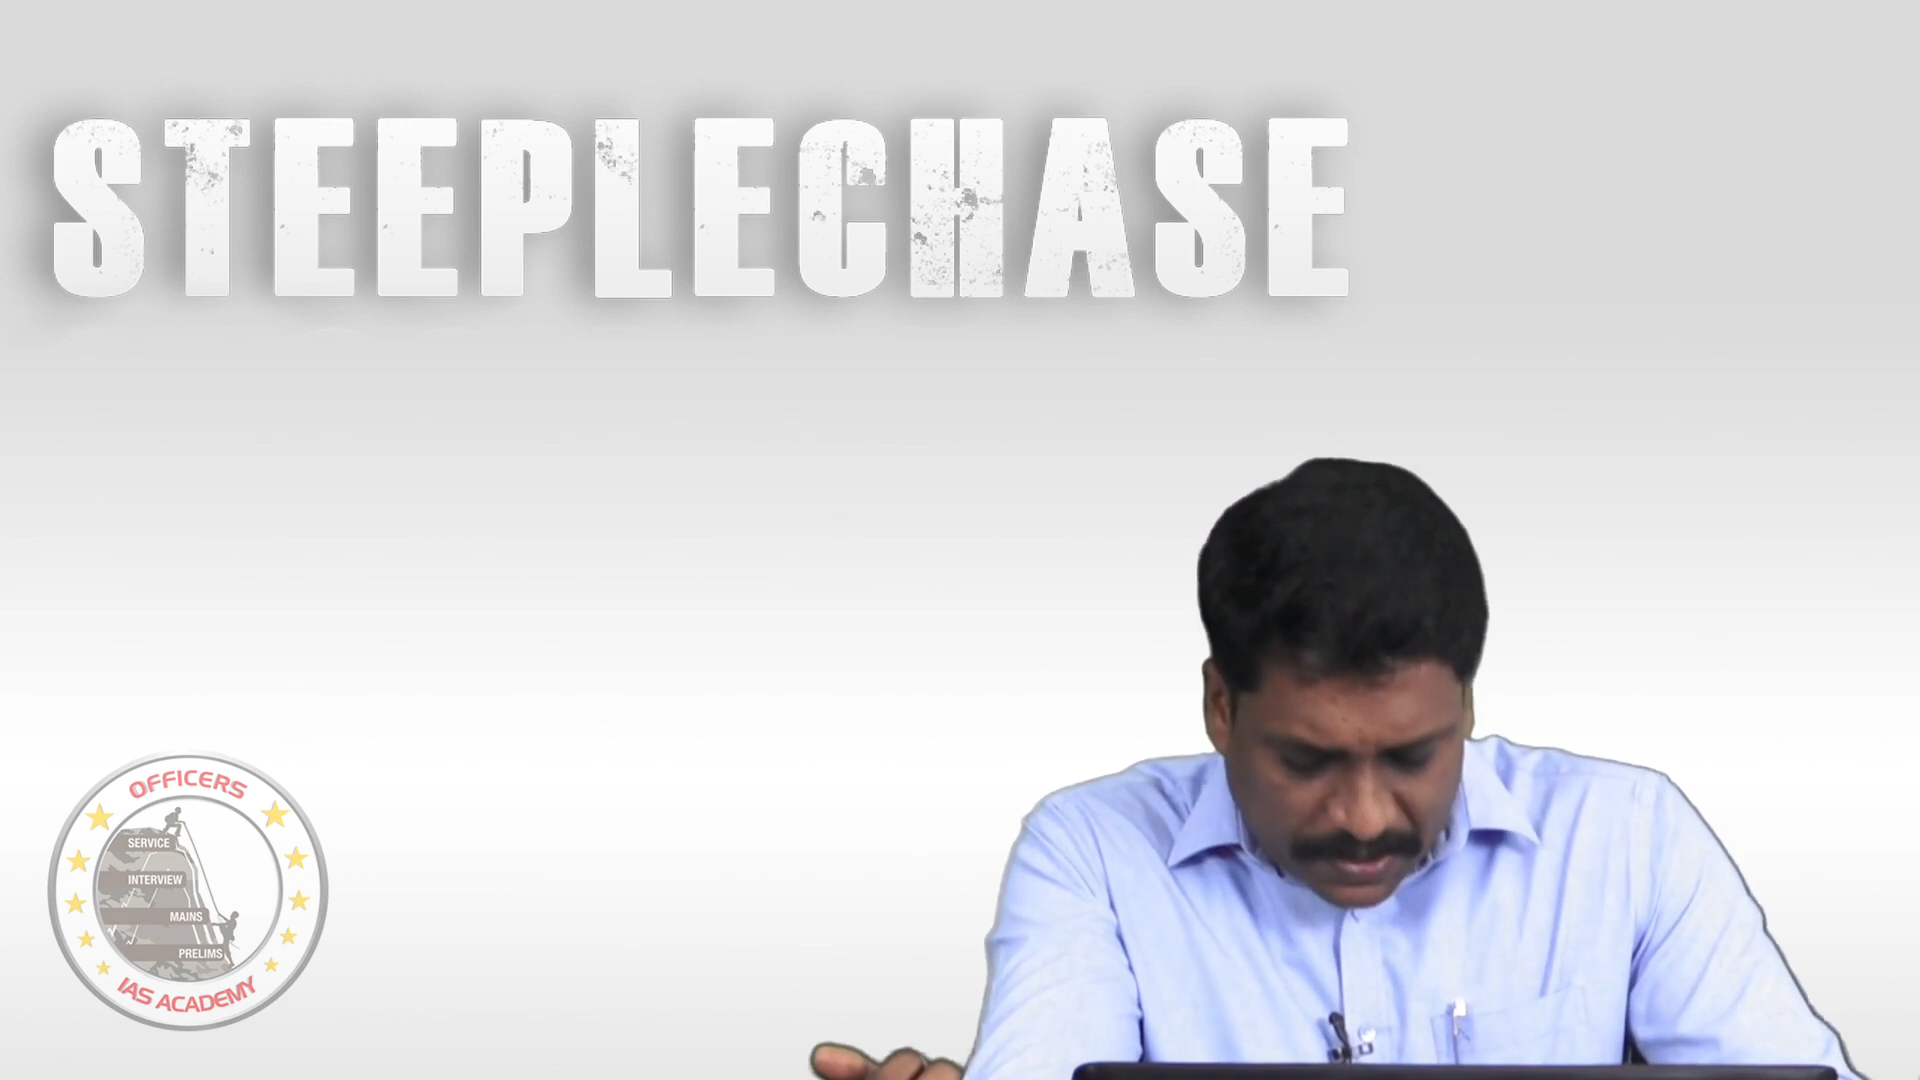 STEEPLECHASE
OFFICERS
SERVICE
INTERVIEW
MAINS
PRELIMS
IAS ACADEMY